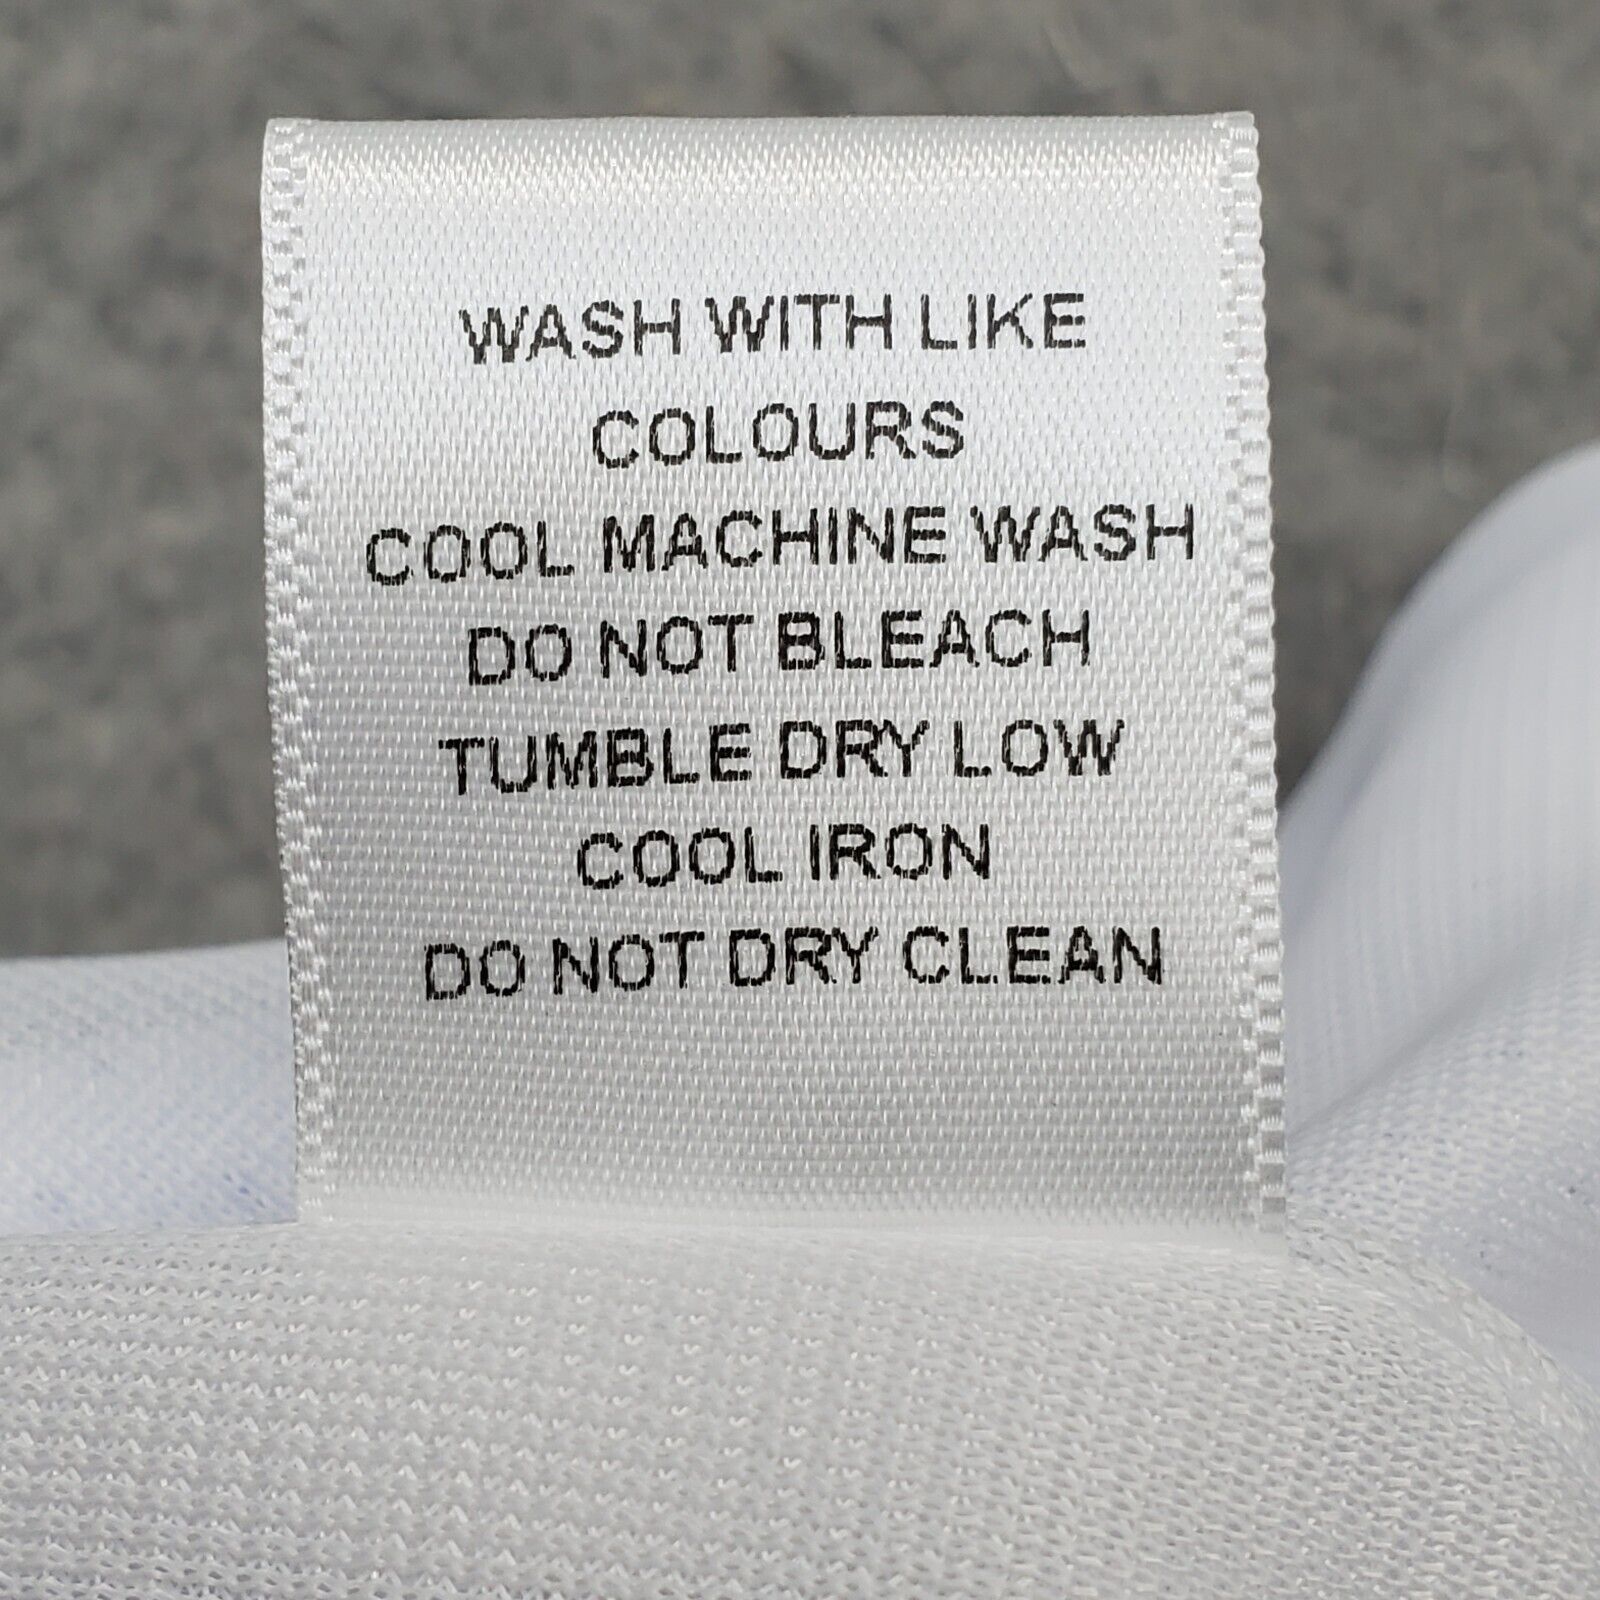 WASH WITH LIKE
COLOURS
COOL MACHINE WASH
DO NOT BLEACH
TUMBLE DRY LOW
COOL IRON
DO NOT DRY CLEAN